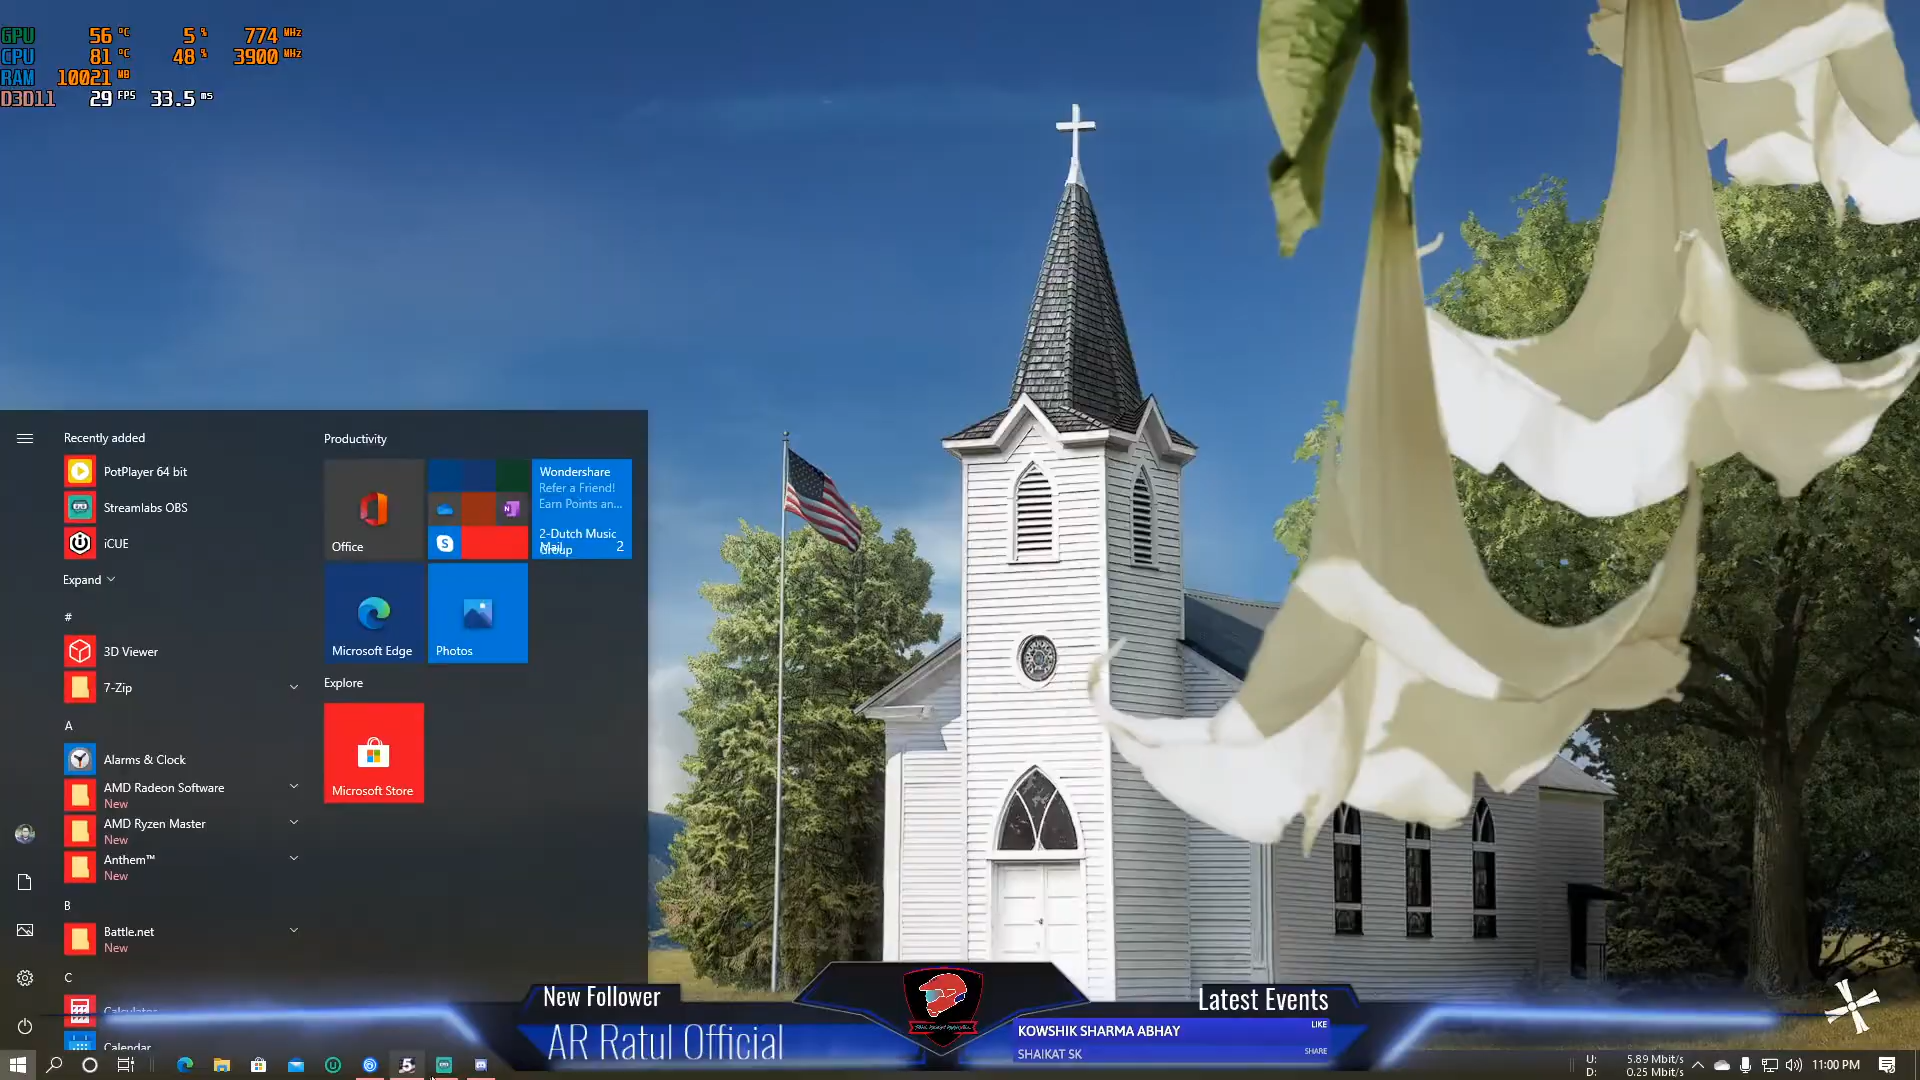 GPU 56 °C 5 % 774 MHz
CPU 81 °C 48 % 3900 MHz
RAM 10021 MB
D3D11 29 FPS 33.5 ms
Recently added
PotPlayer 64 bit
Streamlabs OBS
iCUE
Expand
#
3D Viewer
7-Zip
A
Alarms & Clock
AMD Radeon Software
New
AMD Ryzen Master
New
Anthem™
New
B
Battle.net
New
C
Calculator
Calendar
Productivity
Office
Wondershare
Refer a Friend!
Earn Points an...
2-Dutch Music
Group
Mail 2
Microsoft Edge
Photos
Explore
Microsoft Store
New Follower
AR Ratul Official
Latest Events
KOWSHIK SHARMA ABHAY LIKE
SHAIKAT SK SHARE
U: 5.89 Mbit/s
D: 0.25 Mbit/s
11:00 PM